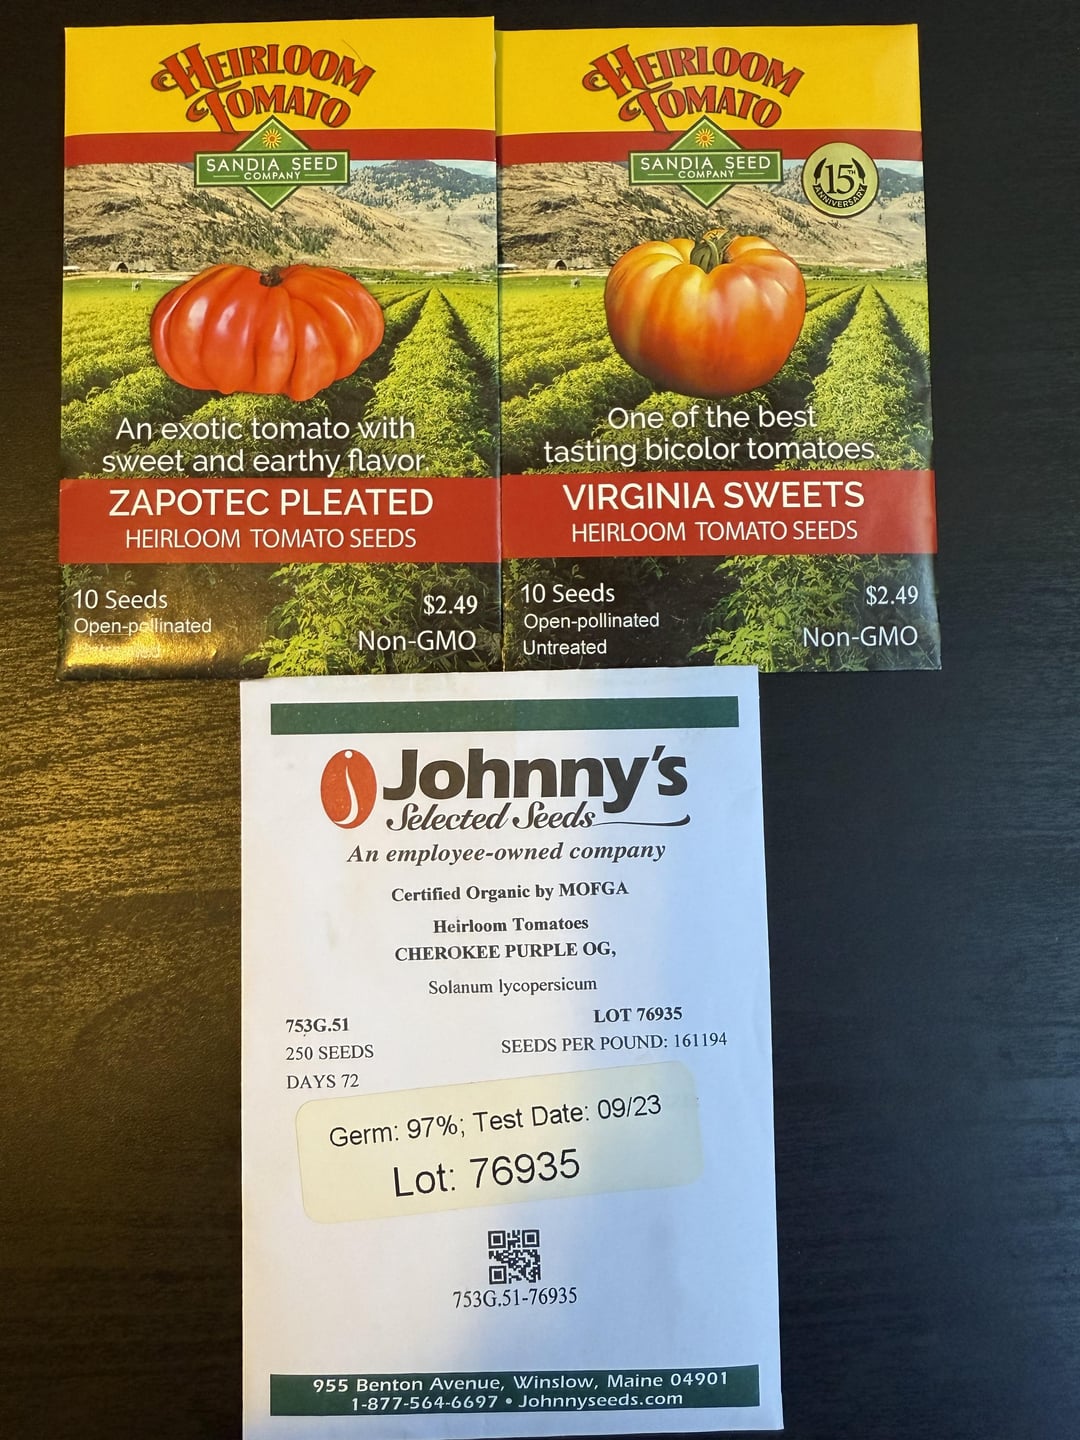 HEIRLOOM
TOMATO
SANDIA SEED
COMPANY
An exotic tomato with
sweet and earthy flavor.
ZAPOTEC PLEATED
HEIRLOOM TOMATO SEEDS
10 Seeds
Open-pollinated
$2.49
Non-GMO
HEIRLOOM
TOMATO
SANDIA SEED
COMPANY
15TH
ANNIVERSARY
One of the best
tasting bicolor tomatoes.
VIRGINIA SWEETS
HEIRLOOM TOMATO SEEDS
10 Seeds
Open-pollinated
Untreated
$2.49
Non-GMO
Johnny's
Selected Seeds
An employee-owned company
Certified Organic by MOFGA
Heirloom Tomatoes
CHEROKEE PURPLE OG,
Solanum lycopersicum
753G.51
LOT 76935
250 SEEDS
SEEDS PER POUND: 161194
DAYS 72
Germ: 97%; Test Date: 09/23
Lot: 76935
753G.51-76935
955 Benton Avenue, Winslow, Maine 04901
1-877-564-6697 • Johnnyseeds.com